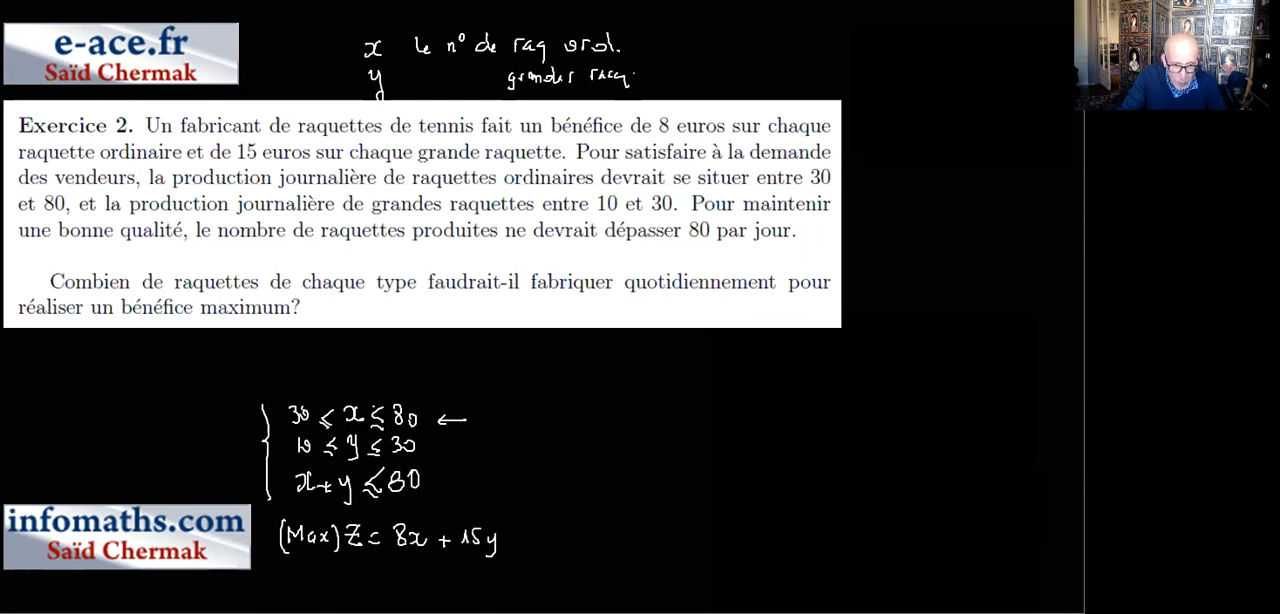 e-ace.fr
Saïd Chermak
x le n° de raq ord.
y grandes racq.
Exercice 2. Un fabricant de raquettes de tennis fait un bénéfice de 8 euros sur chaque
raquette ordinaire et de 15 euros sur chaque grande raquette. Pour satisfaire à la demande
des vendeurs, la production journalière de raquettes ordinaires devrait se situer entre 30
et 80, et la production journalière de grandes raquettes entre 10 et 30. Pour maintenir
une bonne qualité, le nombre de raquettes produites ne devrait dépasser 80 par jour.
Combien de raquettes de chaque type faudrait-il fabriquer quotidiennement pour
réaliser un bénéfice maximum?
30 ≤ x ≤ 80 ←
10 ≤ y ≤ 30
x + y ≤ 80
(Max) Z = 8x + 15y
infomaths.com
Saïd Chermak